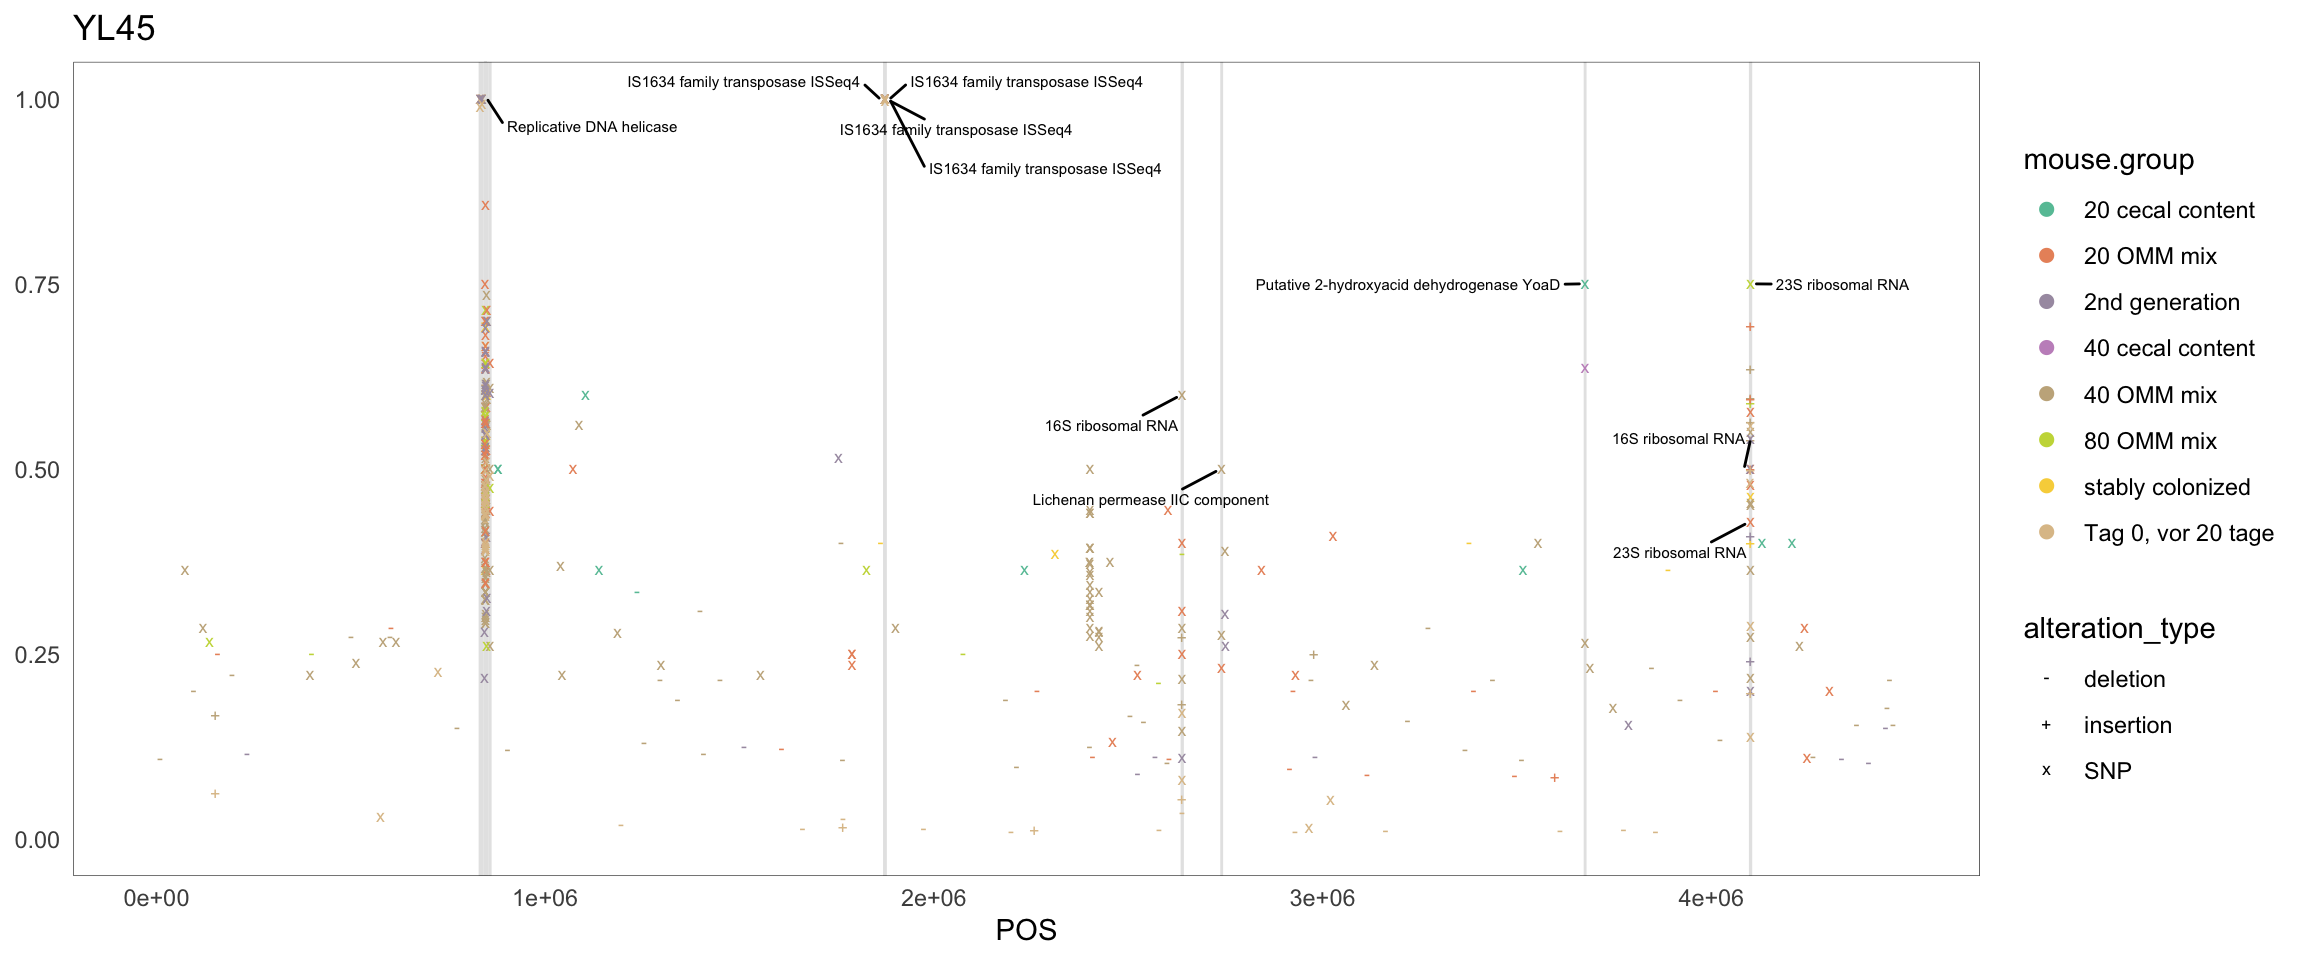 YL45
1.00
0.75
0.50
0.25
0.00
IS1634 family transposase ISSeq4
IS1634 family transposase ISSeq4
Replicative DNA helicase
IS1634 family transposase ISSeq4
IS1634 family transposase ISSeq4
Putative 2-hydroxyacid dehydrogenase YoaD
23S ribosomal RNA
16S ribosomal RNA
16S ribosomal RNA
Lichenan permease IIC component
23S ribosomal RNA
0e+00
1e+06
2e+06
3e+06
4e+06
POS
mouse.group
20 cecal content
20 OMM mix
2nd generation
40 cecal content
40 OMM mix
80 OMM mix
stably colonized
Tag 0, vor 20 tage
alteration_type
- deletion
+ insertion
x SNP